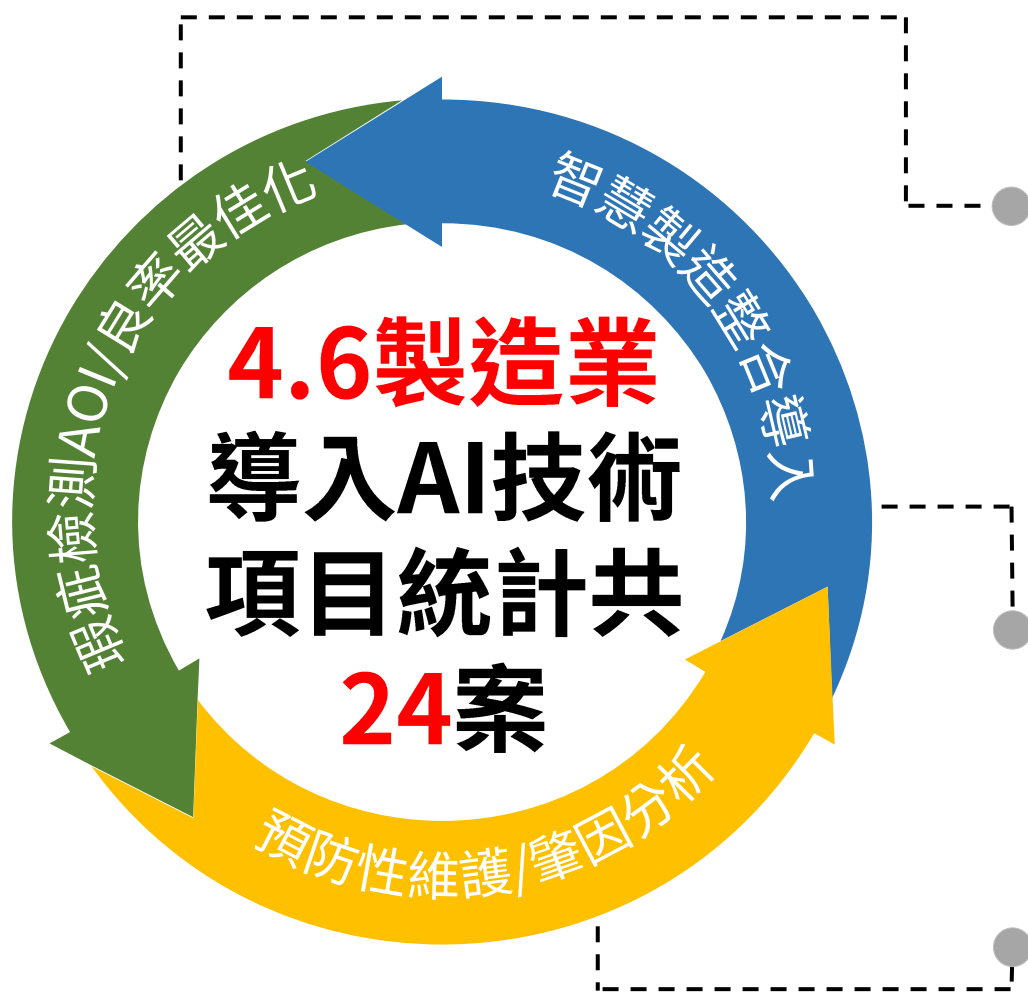 瑕疵檢測AOI/良率最佳化
智慧製造整合導入
4.6製造業
導入AI技術
項目統計共
24案
預防性維護/肇因分析